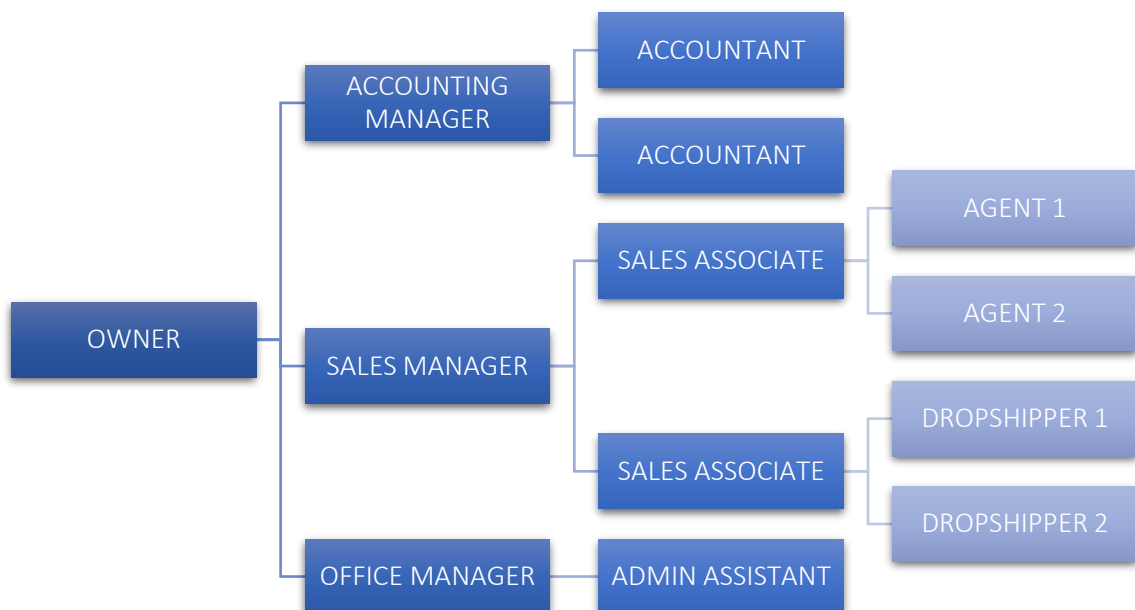 OWNER
ACCOUNTING
MANAGER
ACCOUNTANT
ACCOUNTANT
SALES MANAGER
SALES ASSOCIATE
AGENT 1
AGENT 2
SALES ASSOCIATE
DROPSHIPPER 1
DROPSHIPPER 2
OFFICE MANAGER
ADMIN ASSISTANT